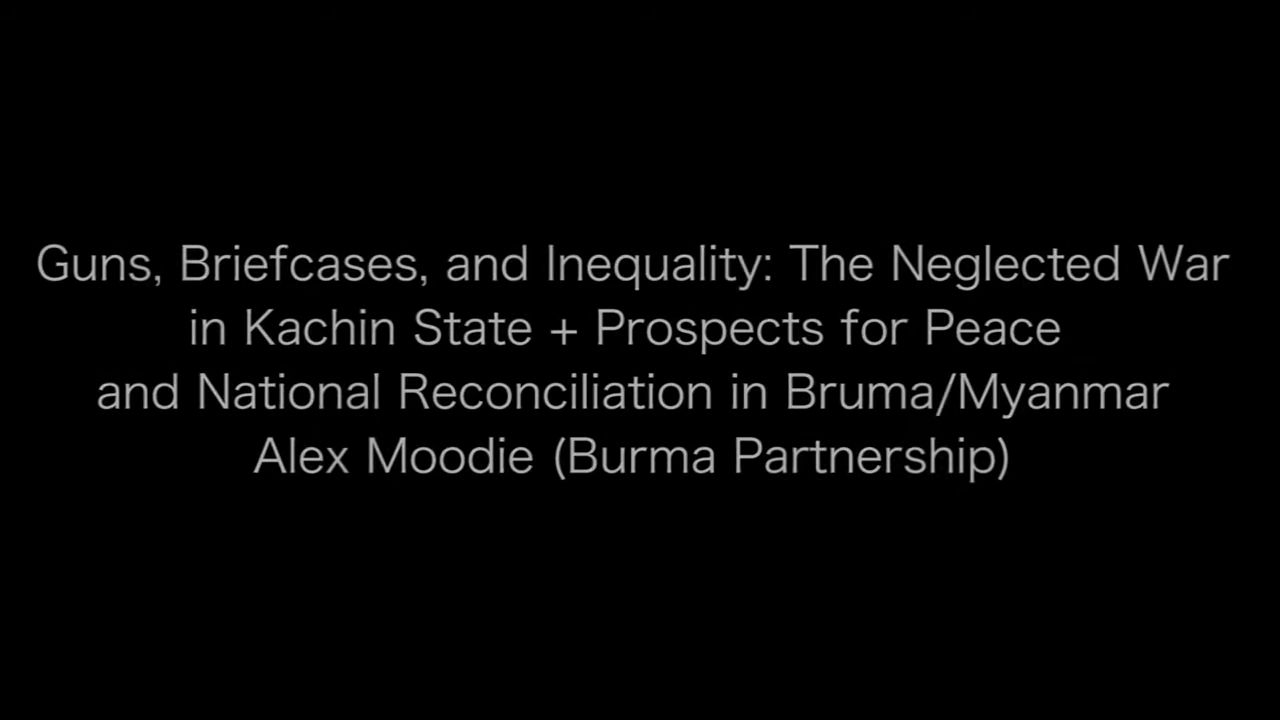 Guns, Briefcases, and Inequality: The Neglected War
in Kachin State + Prospects for Peace
and National Reconciliation in Bruma/Myanmar
Alex Moodie (Burma Partnership)